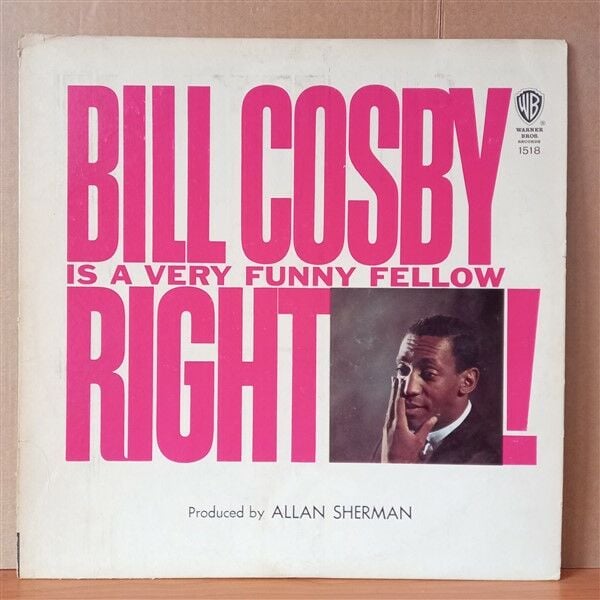 BILL COSBY
IS A VERY FUNNY FELLOW
RIGHT!
WB
®
WARNER
BROS.
RECORDS
1518
Produced by ALLAN SHERMAN